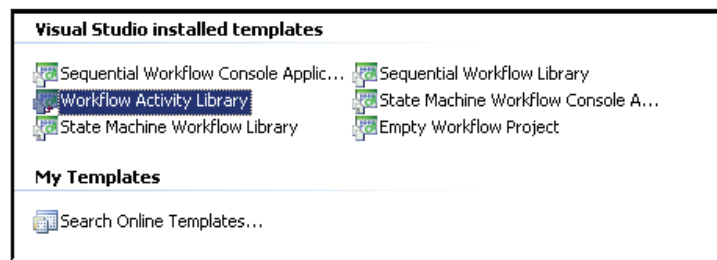 Visual Studio installed templates
Sequential Workflow Console Applic... Sequential Workflow Library
Workflow Activity Library State Machine Workflow Console A...
State Machine Workflow Library Empty Workflow Project
My Templates
Search Online Templates...